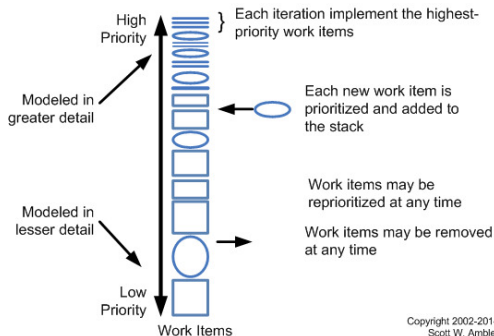 High
Priority
}
Each iteration implement the highest-
priority work items
Modeled in
greater detail
Each new work item is
prioritized and added to
the stack
Work items may be
reprioritized at any time
Modeled in
lesser detail
Work items may be removed
at any time
Low
Priority
Work Items
Copyright 2002-201
Scott W. Amble